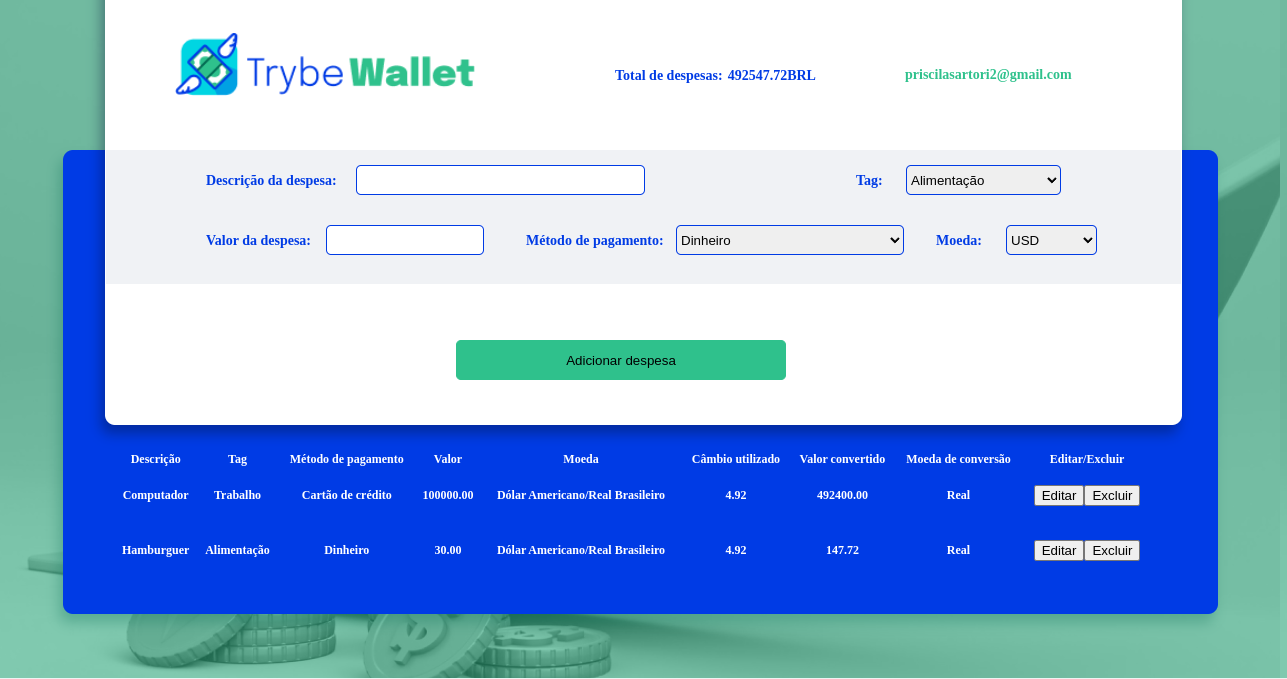 Trybe Wallet
Total de despesas: 492547.72BRL
priscilasartori2@gmail.com
Descrição da despesa:
Tag: Alimentação
Valor da despesa:
Método de pagamento: Dinheiro
Moeda: USD
Adicionar despesa
Descrição Tag Método de pagamento Valor Moeda Câmbio utilizado Valor convertido Moeda de conversão Editar/Excluir
Computador Trabalho Cartão de crédito 100000.00 Dólar Americano/Real Brasileiro 4.92 492400.00 Real Editar Excluir
Hamburguer Alimentação Dinheiro 30.00 Dólar Americano/Real Brasileiro 4.92 147.72 Real Editar Excluir